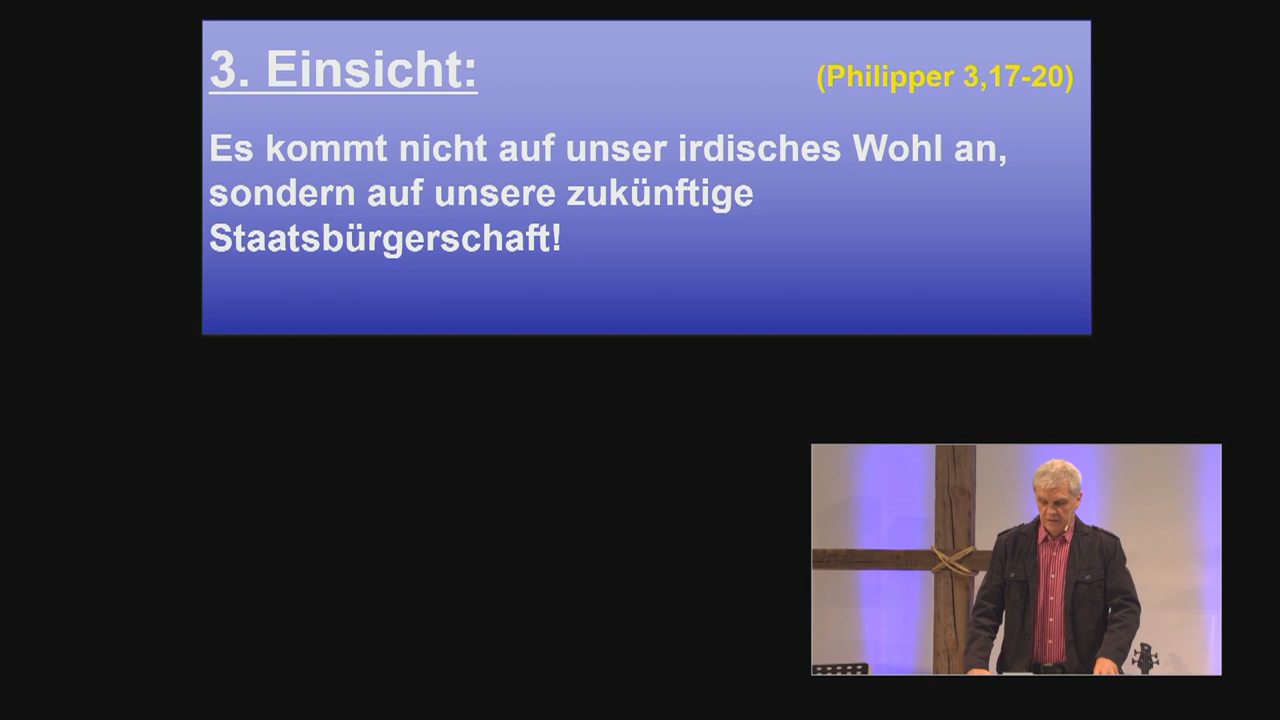 3. Einsicht: (Philipper 3,17-20)
Es kommt nicht auf unser irdisches Wohl an,
sondern auf unsere zukünftige
Staatsbürgerschaft!